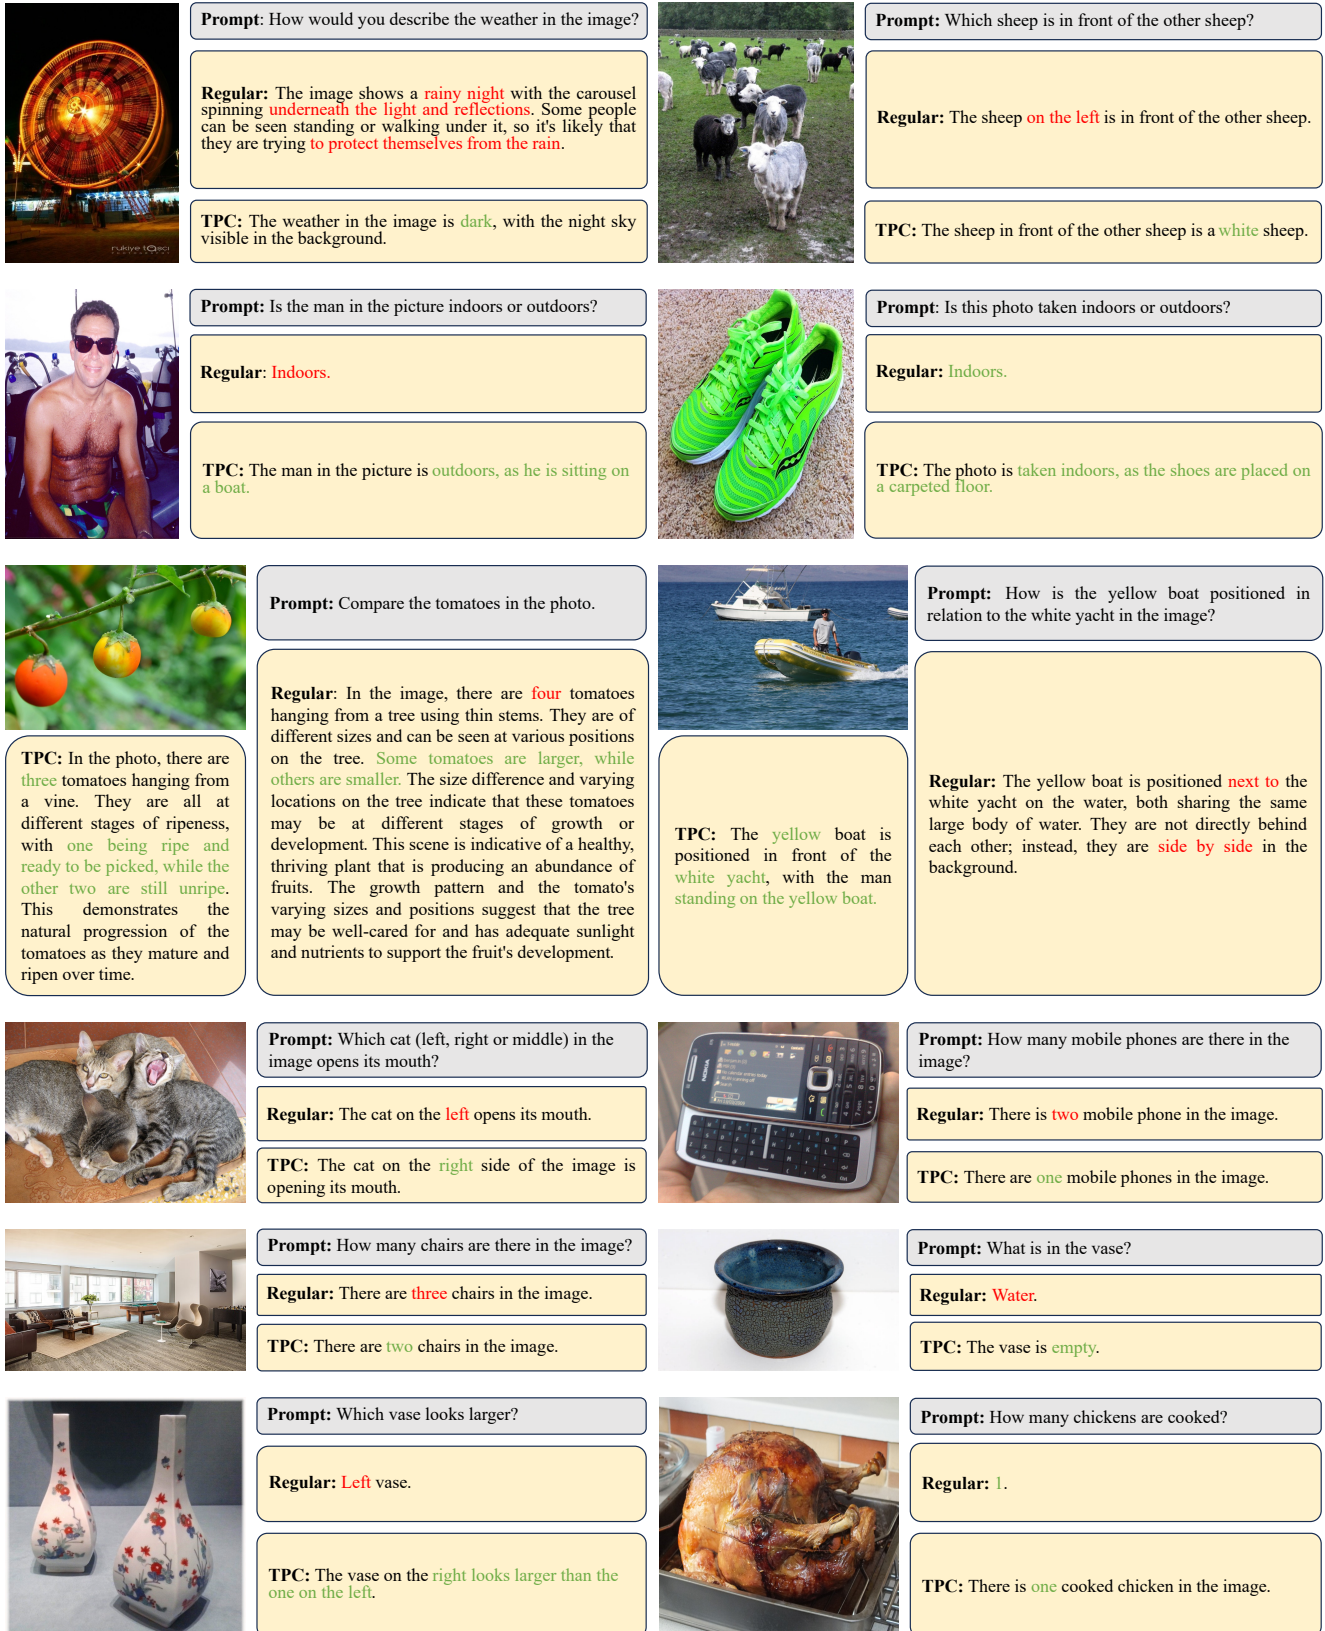 Prompt: How would you describe the weather in the image?
Regular: The image shows a rainy night with the carousel
spinning underneath the light and reflections. Some people
can be seen standing or walking under it, so it's likely that
they are trying to protect themselves from the rain.
TPC: The weather in the image is dark, with the night sky
visible in the background.
Prompt: Which sheep is in front of the other sheep?
Regular: The sheep on the left is in front of the other sheep.
TPC: The sheep in front of the other sheep is a white sheep.
Prompt: Is the man in the picture indoors or outdoors?
Regular: Indoors.
TPC: The man in the picture is outdoors, as he is sitting on
a boat.
Prompt: Is this photo taken indoors or outdoors?
Regular: Indoors.
TPC: The photo is taken indoors, as the shoes are placed on
a carpeted floor.
Prompt: Compare the tomatoes in the photo.
Regular: In the image, there are four tomatoes
hanging from a tree using thin stems. They are of
different sizes and can be seen at various positions
on the tree. Some tomatoes are larger, while
others are smaller. The size difference and varying
locations on the tree indicate that these tomatoes
may be at different stages of growth or
development. This scene is indicative of a healthy,
thriving plant that is producing an abundance of
fruits. The growth pattern and the tomato's
varying sizes and positions suggest that the tree
may be well-cared for and has adequate sunlight
and nutrients to support the fruit's development.
TPC: In the photo, there are
three tomatoes hanging from
a vine. They are all at
different stages of ripeness,
with one being ripe and
ready to be picked, while the
other two are still unripe.
This demonstrates the
natural progression of the
tomatoes as they mature and
ripen over time.
Prompt: How is the yellow boat positioned in
relation to the white yacht in the image?
TPC: The yellow boat is
positioned in front of the
white yacht, with the man
standing on the yellow boat.
Regular: The yellow boat is positioned next to the
white yacht on the water, both sharing the same
large body of water. They are not directly behind
each other; instead, they are side by side in the
background.
Prompt: Which cat (left, right or middle) in the
image opens its mouth?
Regular: The cat on the left opens its mouth.
TPC: The cat on the right side of the image is
opening its mouth.
NOKIA
Prompt: How many mobile phones are there in the
image?
Regular: There is two mobile phone in the image.
TPC: There are one mobile phones in the image.
Prompt: How many chairs are there in the image?
Regular: There are three chairs in the image.
TPC: There are two chairs in the image.
Prompt: What is in the vase?
Regular: Water.
TPC: The vase is empty.
Prompt: Which vase looks larger?
Regular: Left vase.
TPC: The vase on the right looks larger than the
one on the left.
Prompt: How many chickens are cooked?
Regular: 1.
TPC: There is one cooked chicken in the image.